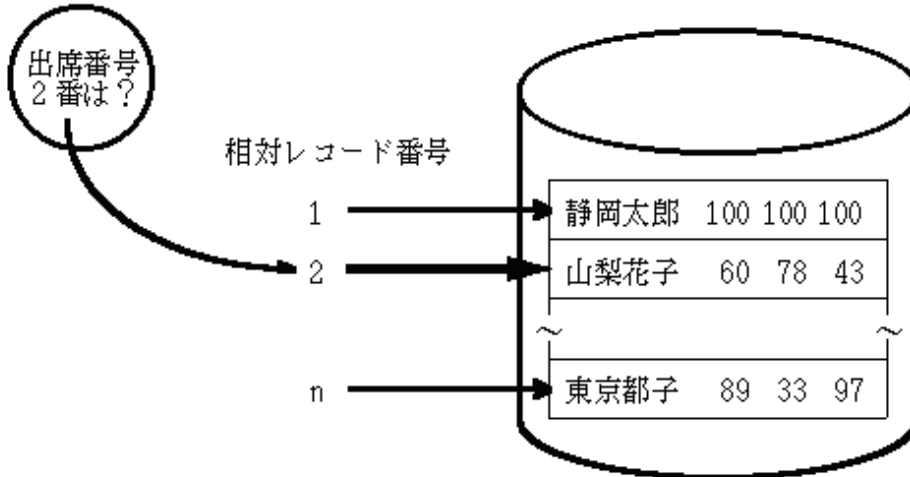 出席番号
2番は？
相対レコード番号
1 静岡太郎 100 100 100
2 山梨花子 60 78 43
～ ～
n 東京都子 89 33 97